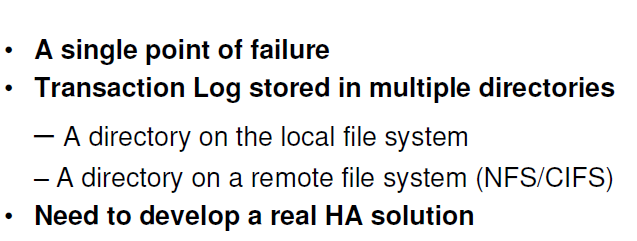 • A single point of failure
• Transaction Log stored in multiple directories
— A directory on the local file system
– A directory on a remote file system (NFS/CIFS)
• Need to develop a real HA solution